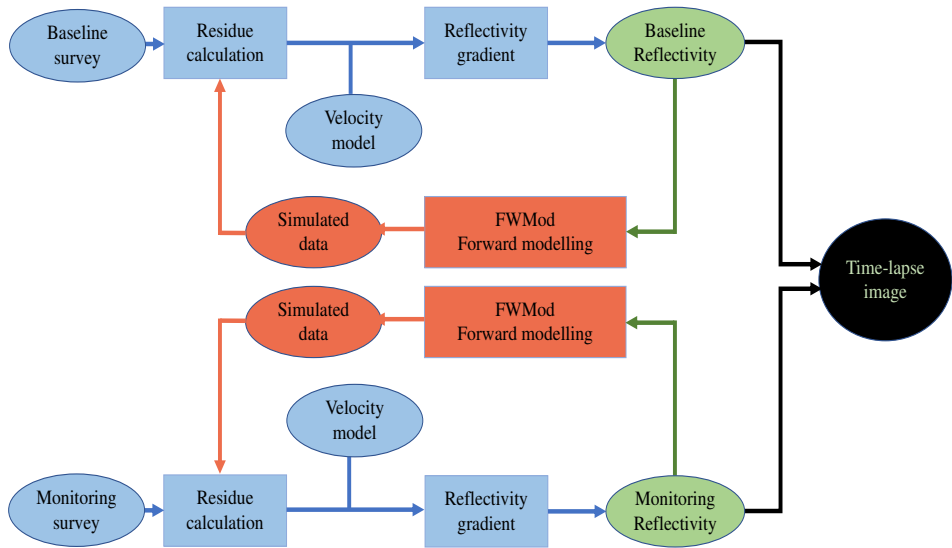 Baseline
survey
Residue
calculation
Reflectivity
gradient
Baseline
Reflectivity
Velocity
model
Simulated
data
FWMod
Forward modelling
Time-lapse
image
Simulated
data
FWMod
Forward modelling
Velocity
model
Monitoring
survey
Residue
calculation
Reflectivity
gradient
Monitoring
Reflectivity